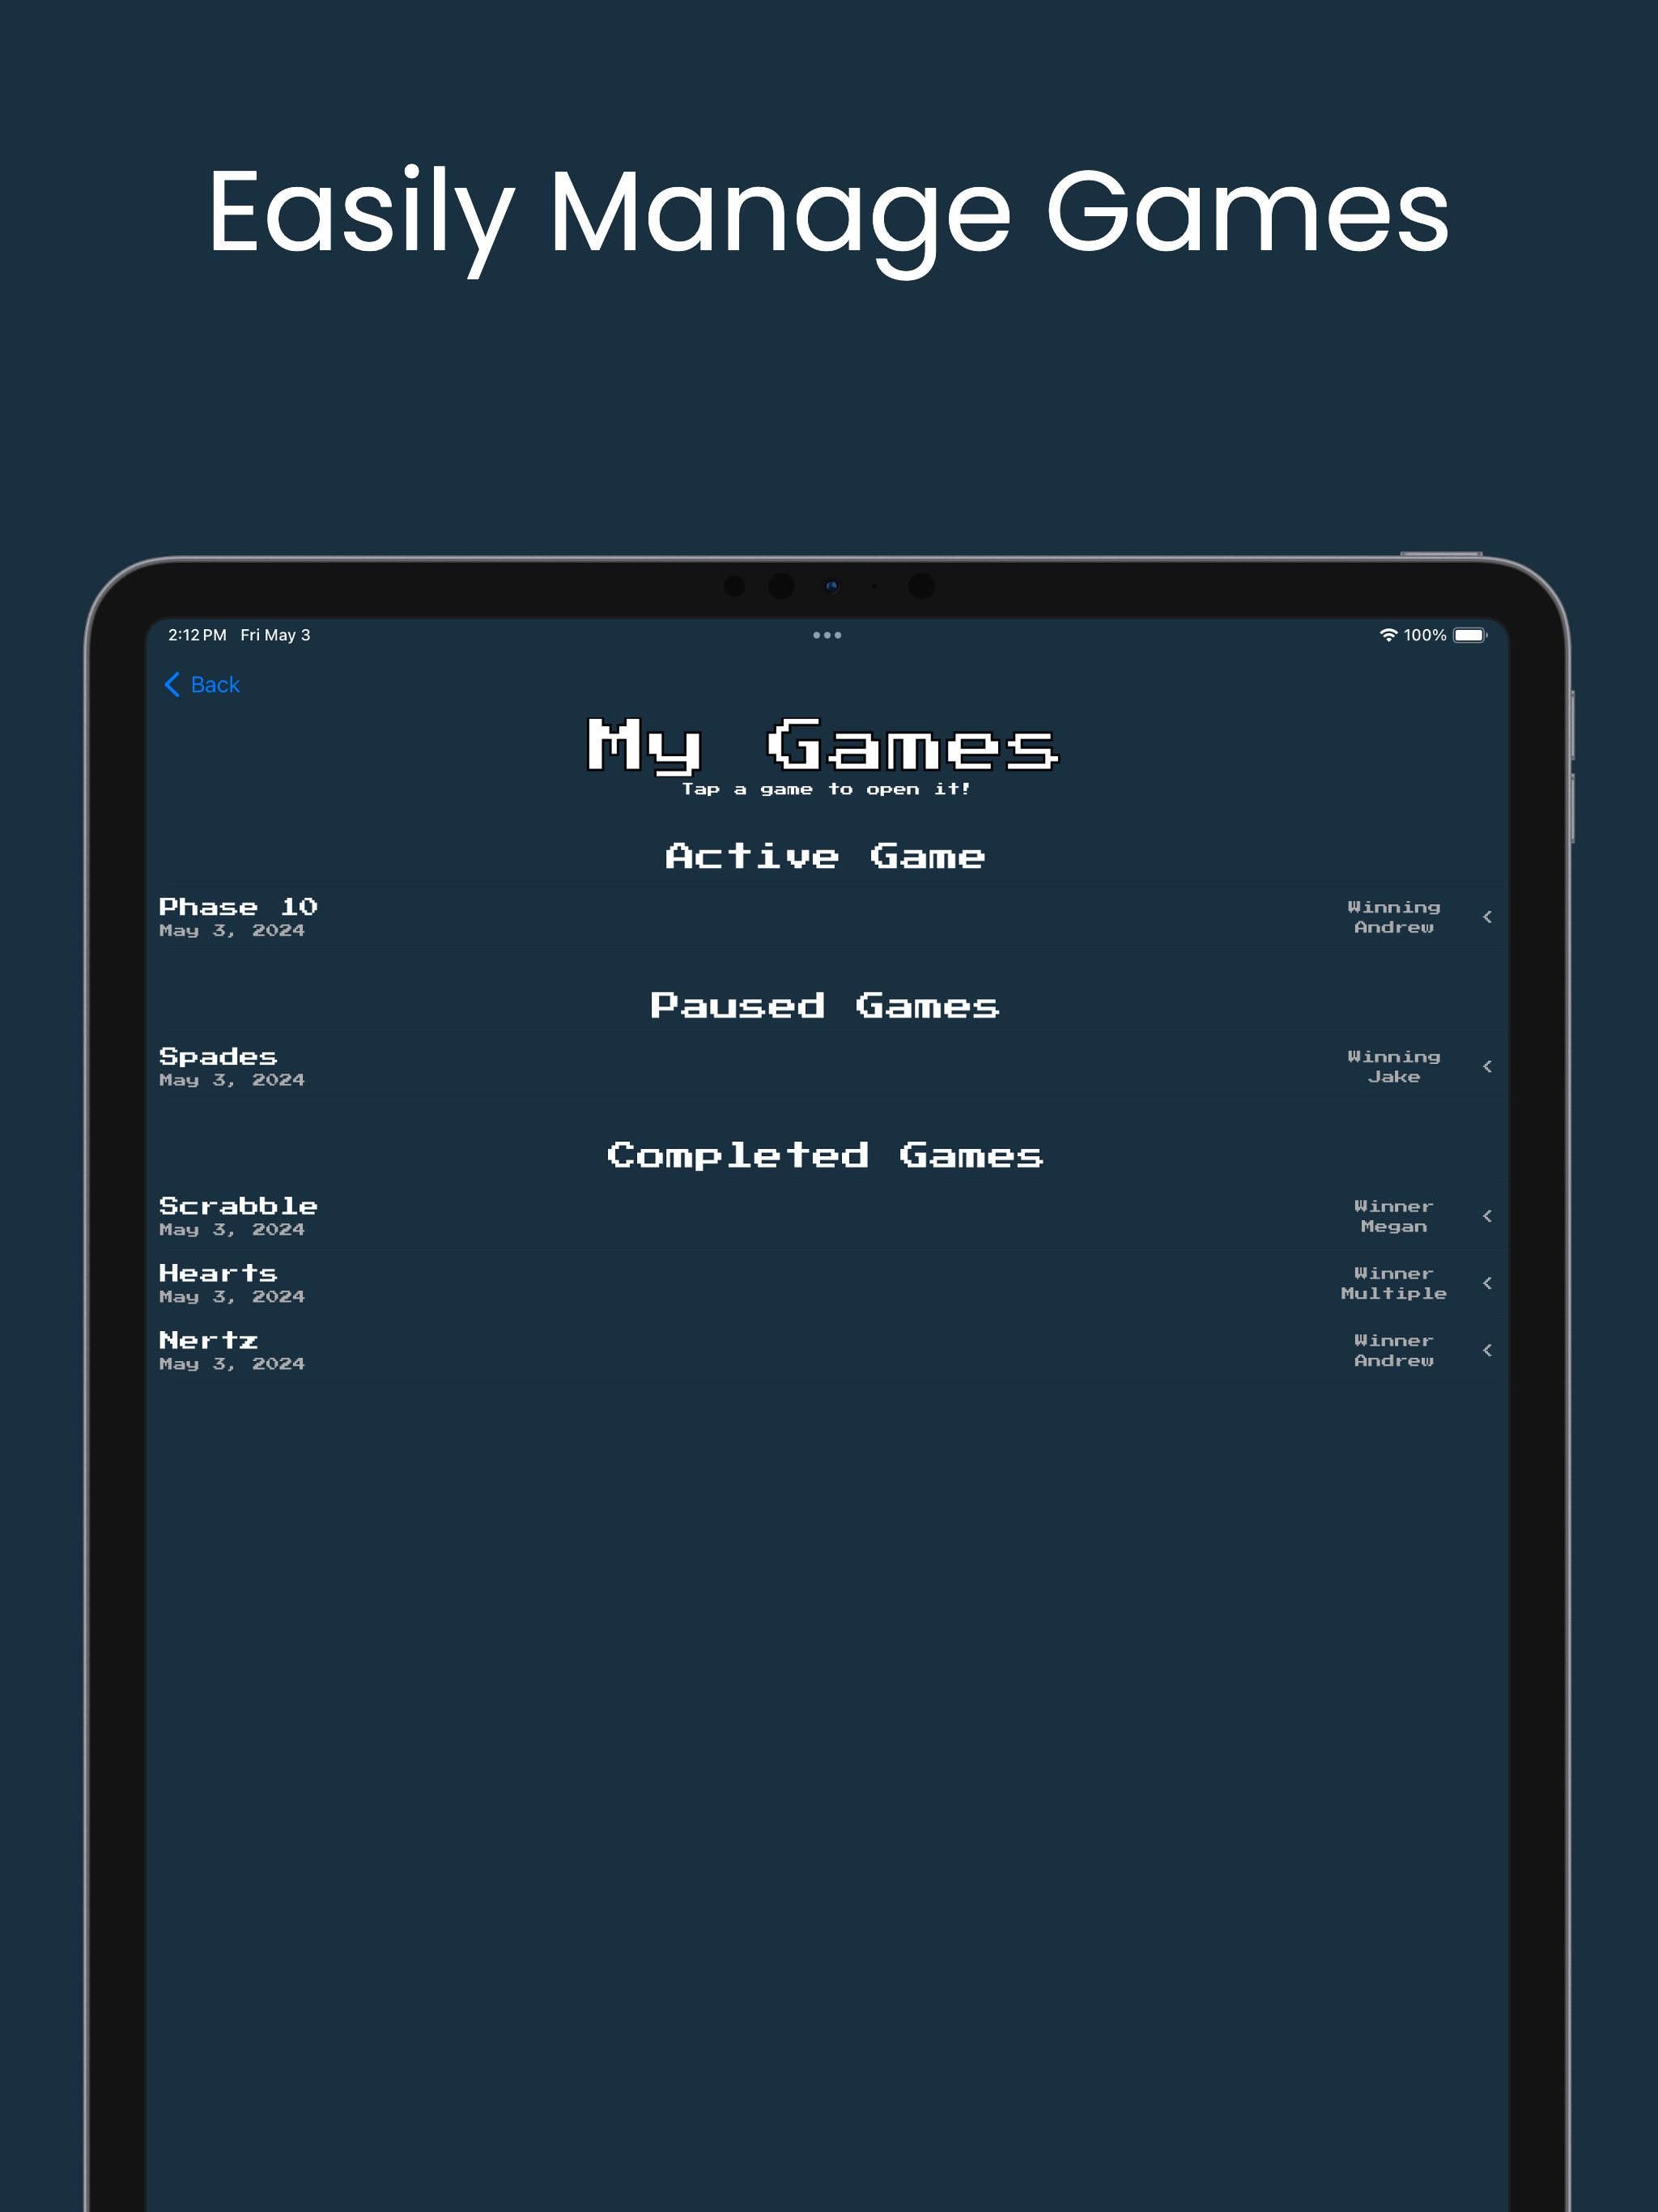 Easily Manage Games
2:12 PM Fri May 3
100%
Back
My Games
Tap a game to open it!
Active Game
Phase 10
May 3, 2024
Winning
Andrew
Paused Games
Spades
May 3, 2024
Winning
Jake
Completed Games
Scrabble
May 3, 2024
Winner
Megan
Hearts
May 3, 2024
Winner
Multiple
Nertz
May 3, 2024
Winner
Andrew